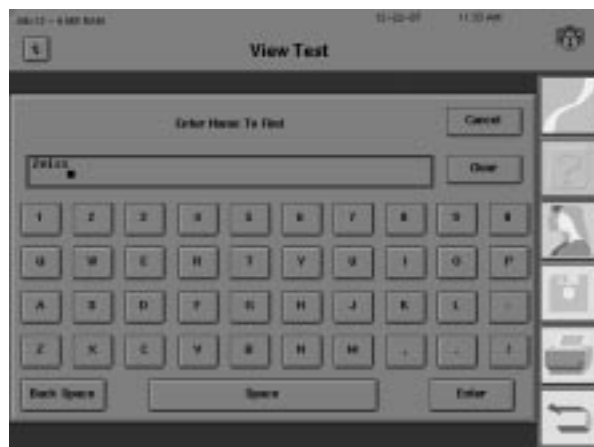 View Test
Enter Name To Find
Cancel
Zeiss
Clear
1 2 3 4 5 6 7 8 9 0
Q W E R T Y U I O P
A S D F G H J K L
Z X C V B N M , . /
Back Space
Space
Enter